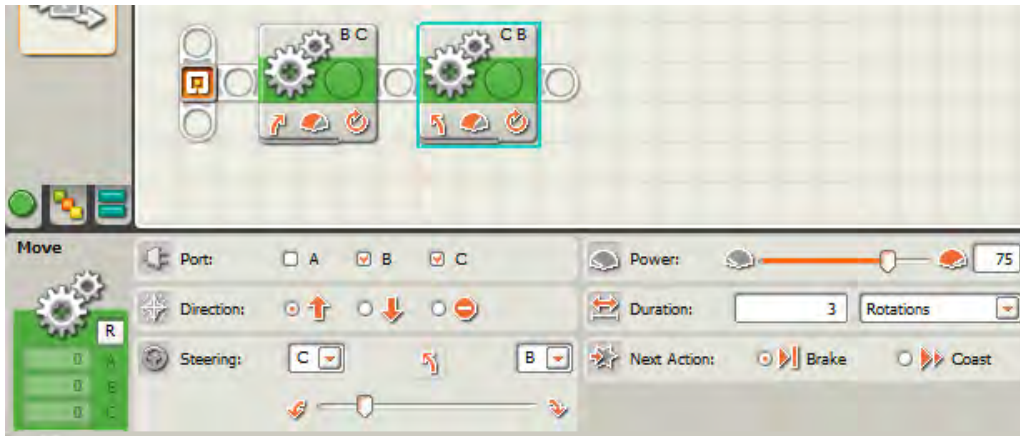 B C
C B
Move
Port: A B C
Power: 75
Direction:
Duration: 3 Rotations
R
Steering: C B
Next Action: Brake Coast
0 A
0 B
0 C